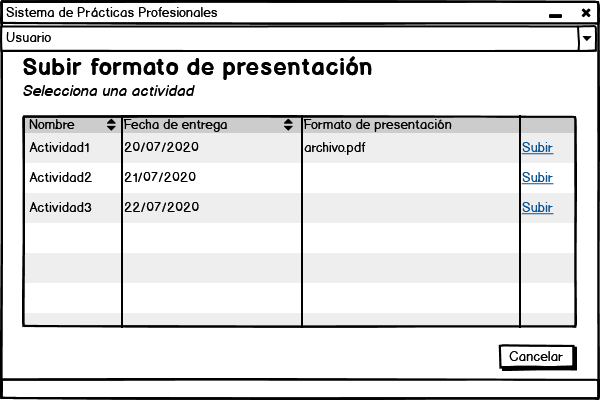 Sistema de Prácticas Profesionales
Usuario
Subir formato de presentación
Selecciona una actividad
Nombre Fecha de entrega Formato de presentación
Actividad1 20/07/2020 archivo.pdf Subir
Actividad2 21/07/2020 Subir
Actividad3 22/07/2020 Subir
Cancelar